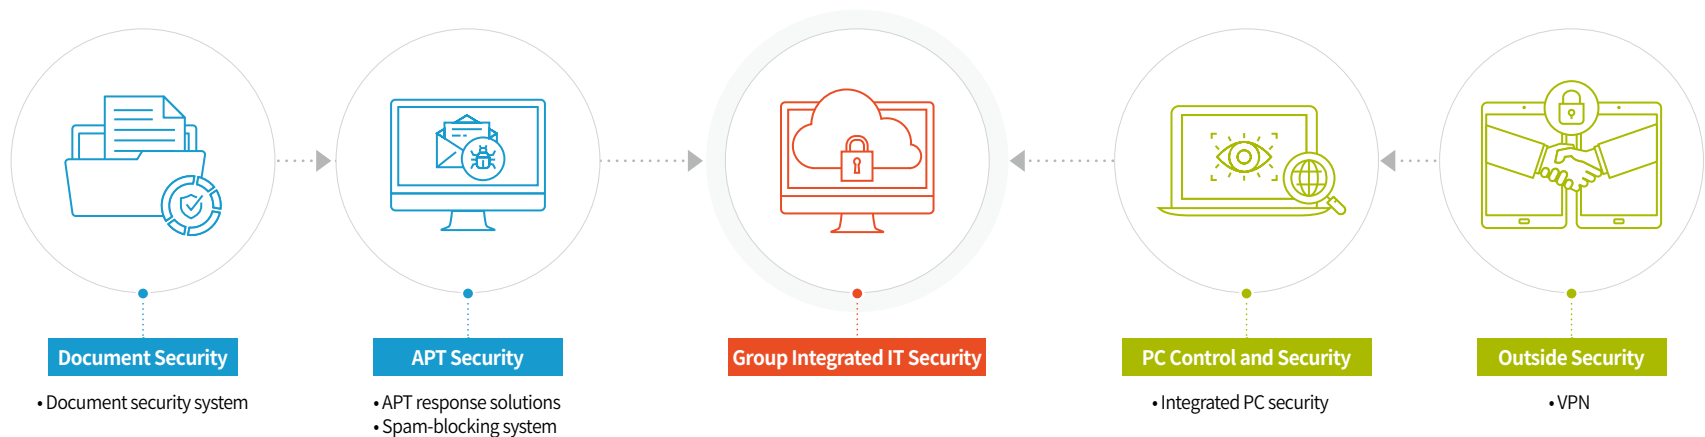 Document Security
• Document security system
APT Security
• APT response solutions
• Spam-blocking system
Group Integrated IT Security
PC Control and Security
• Integrated PC security
Outside Security
• VPN